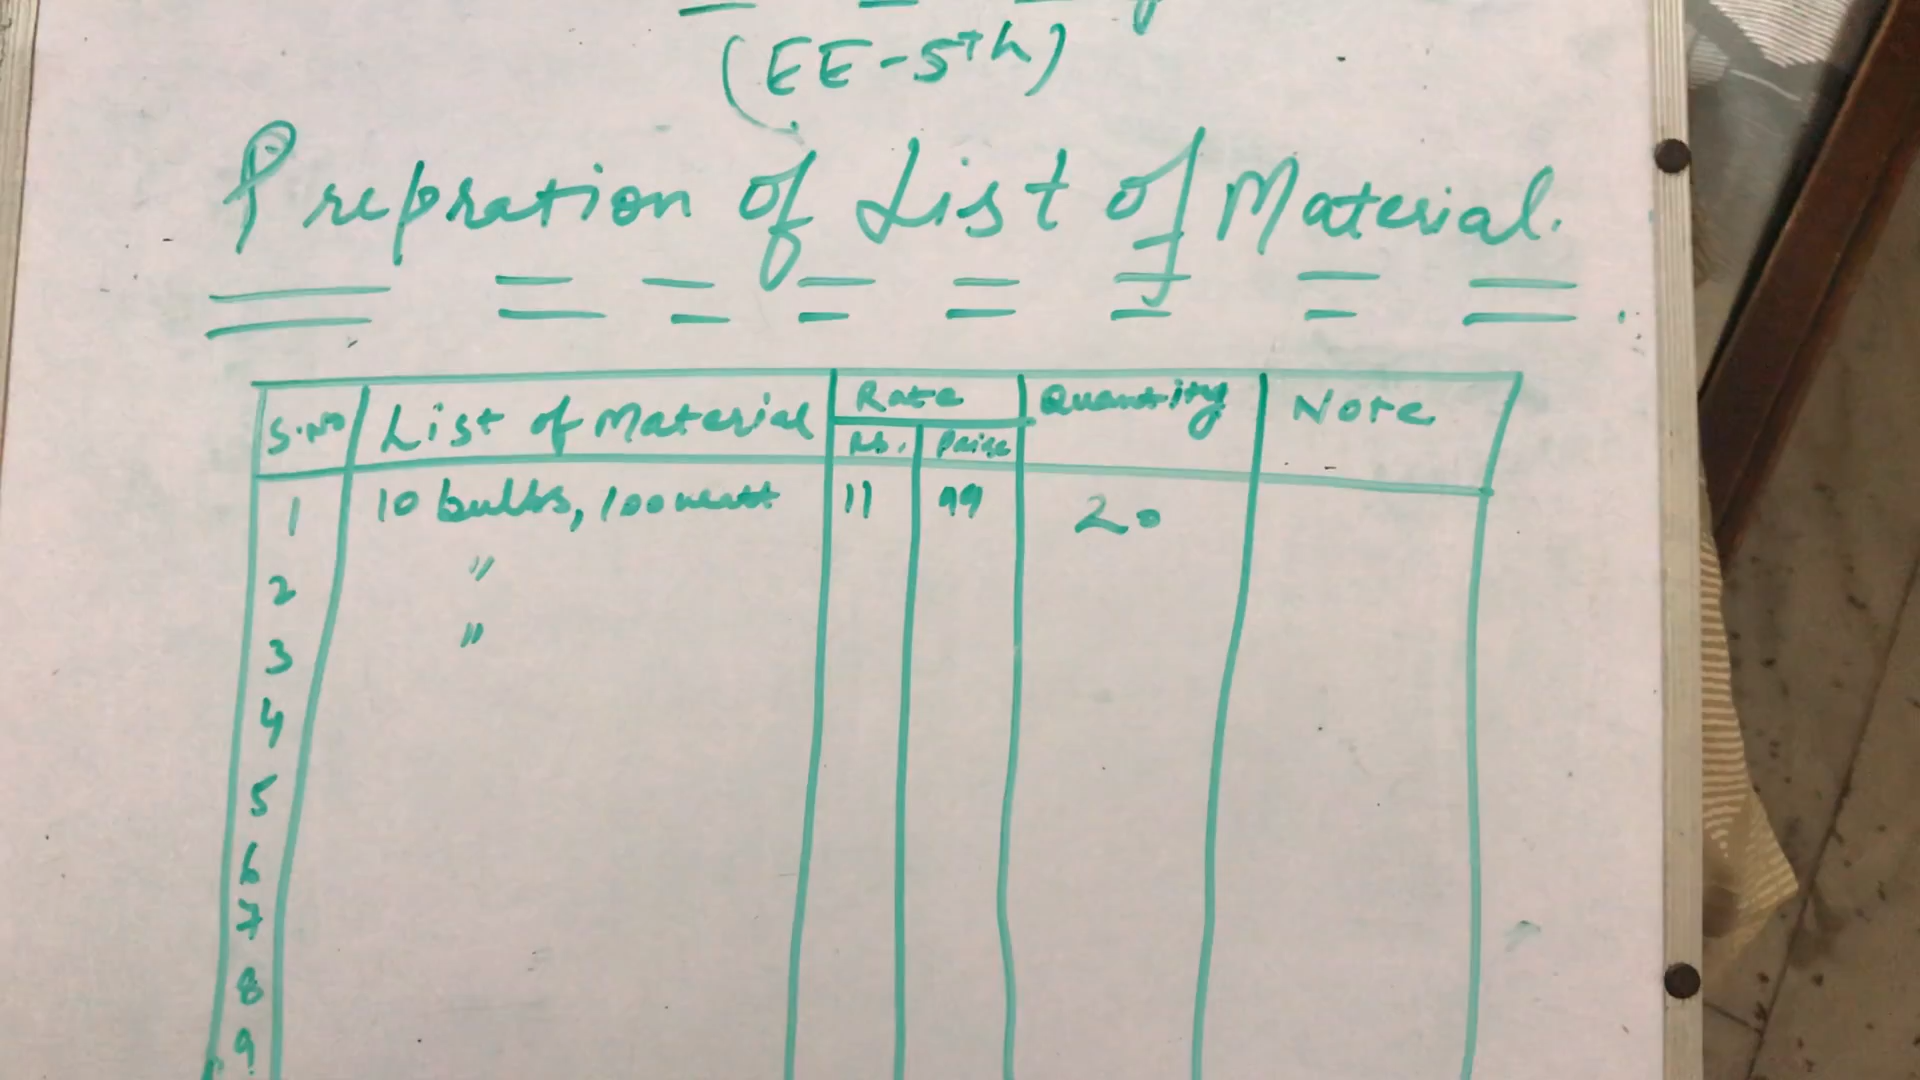 (EE-5th)
Prepration of List of Material.
S.No List of Material Rate Quantity Note
Rs. Paise
1 10 bulbs, 100 watt 11 99 20
2 "
3 "
4
5
6
7
8
9